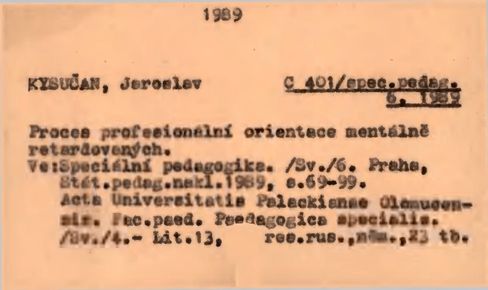 1989
KYSUČAN, Jaroslav C 401/spec.pedag.
6. 1989
Proces profesionální orientace mentálně
retardovaných.
Ve:Speciální pedagogika. /Sv./6. Praha,
Stát.pedag.nakl.1989, s.69-99.
Acta Universitatis Palackianae Olomucen-
sis. Fac.paed. Paedagogica specialis.
/Sv./4.- Lit.13, res.rus.,něm.,23 tb.